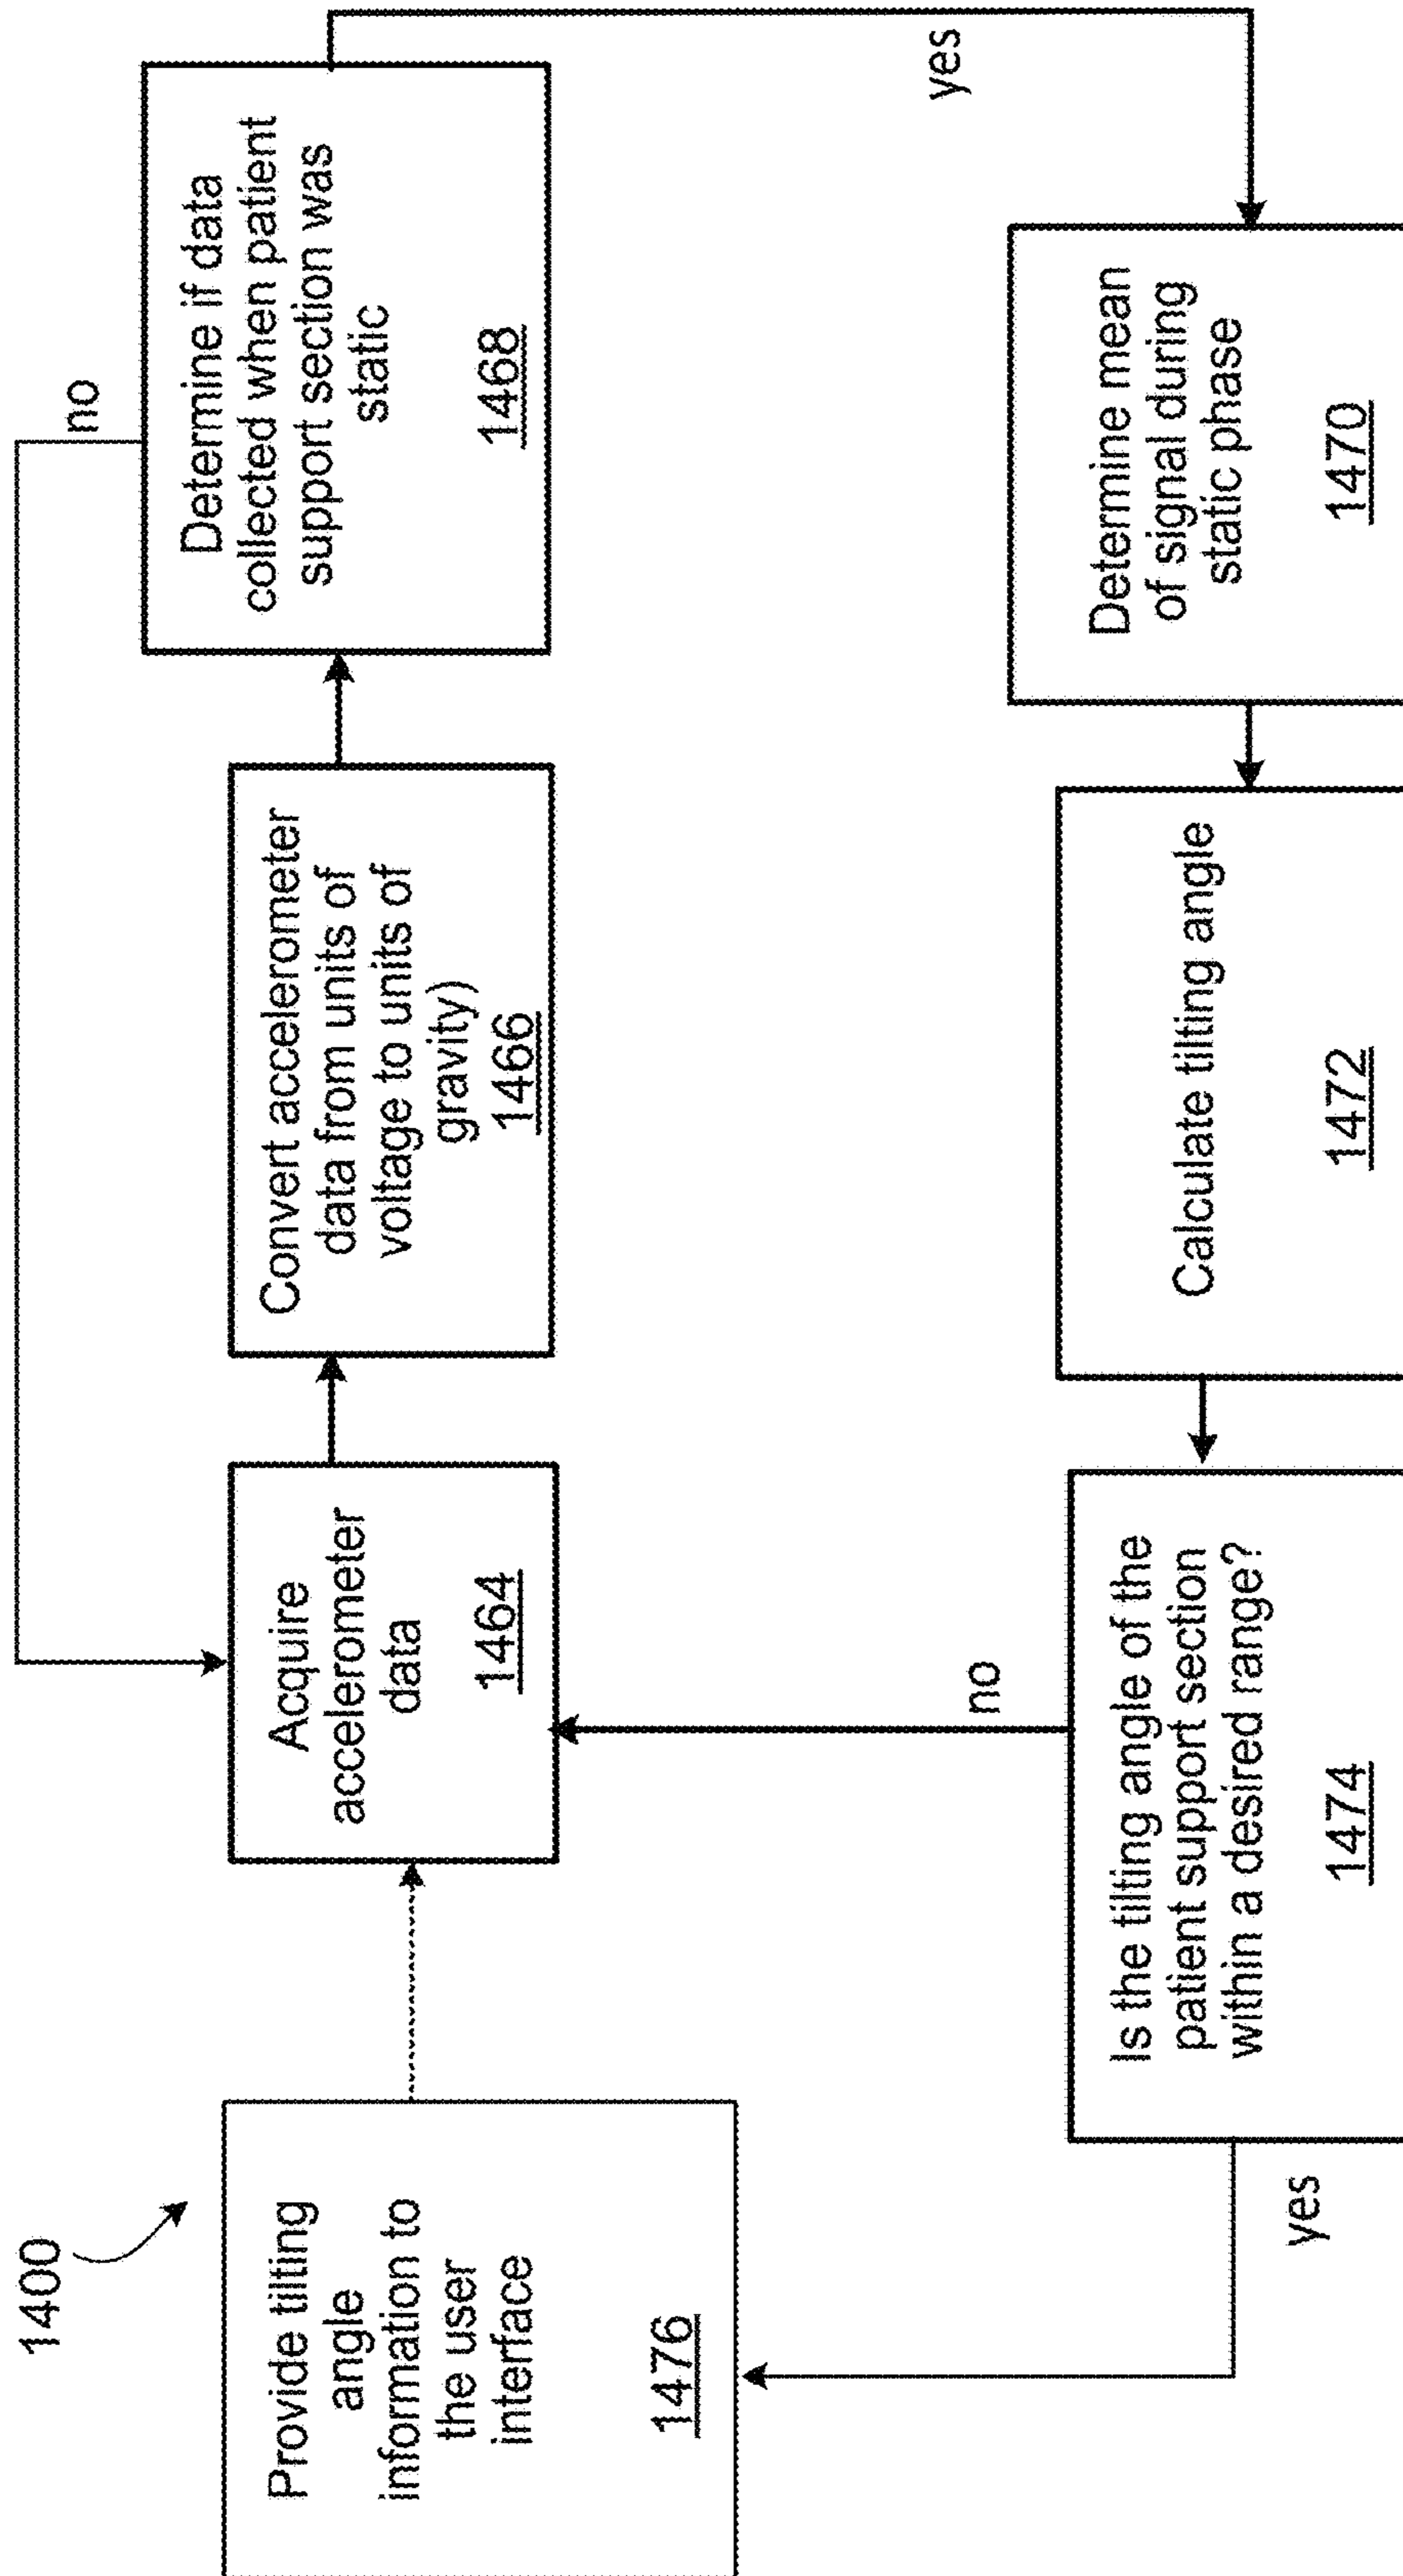 1400
Provide tilting
angle
information to
the user
interface
1476
Acquire
accelerometer
data
1464
Convert accelerometer
data from units of
voltage to units of
gravity)
1466
Determine if data
collected when patient
support section was
static
1468
no
yes
Determine mean
of signal during
static phase
1470
Calculate tilting angle
1472
Is the tilting angle of the
patient support section
within a desired range?
1474
no
yes